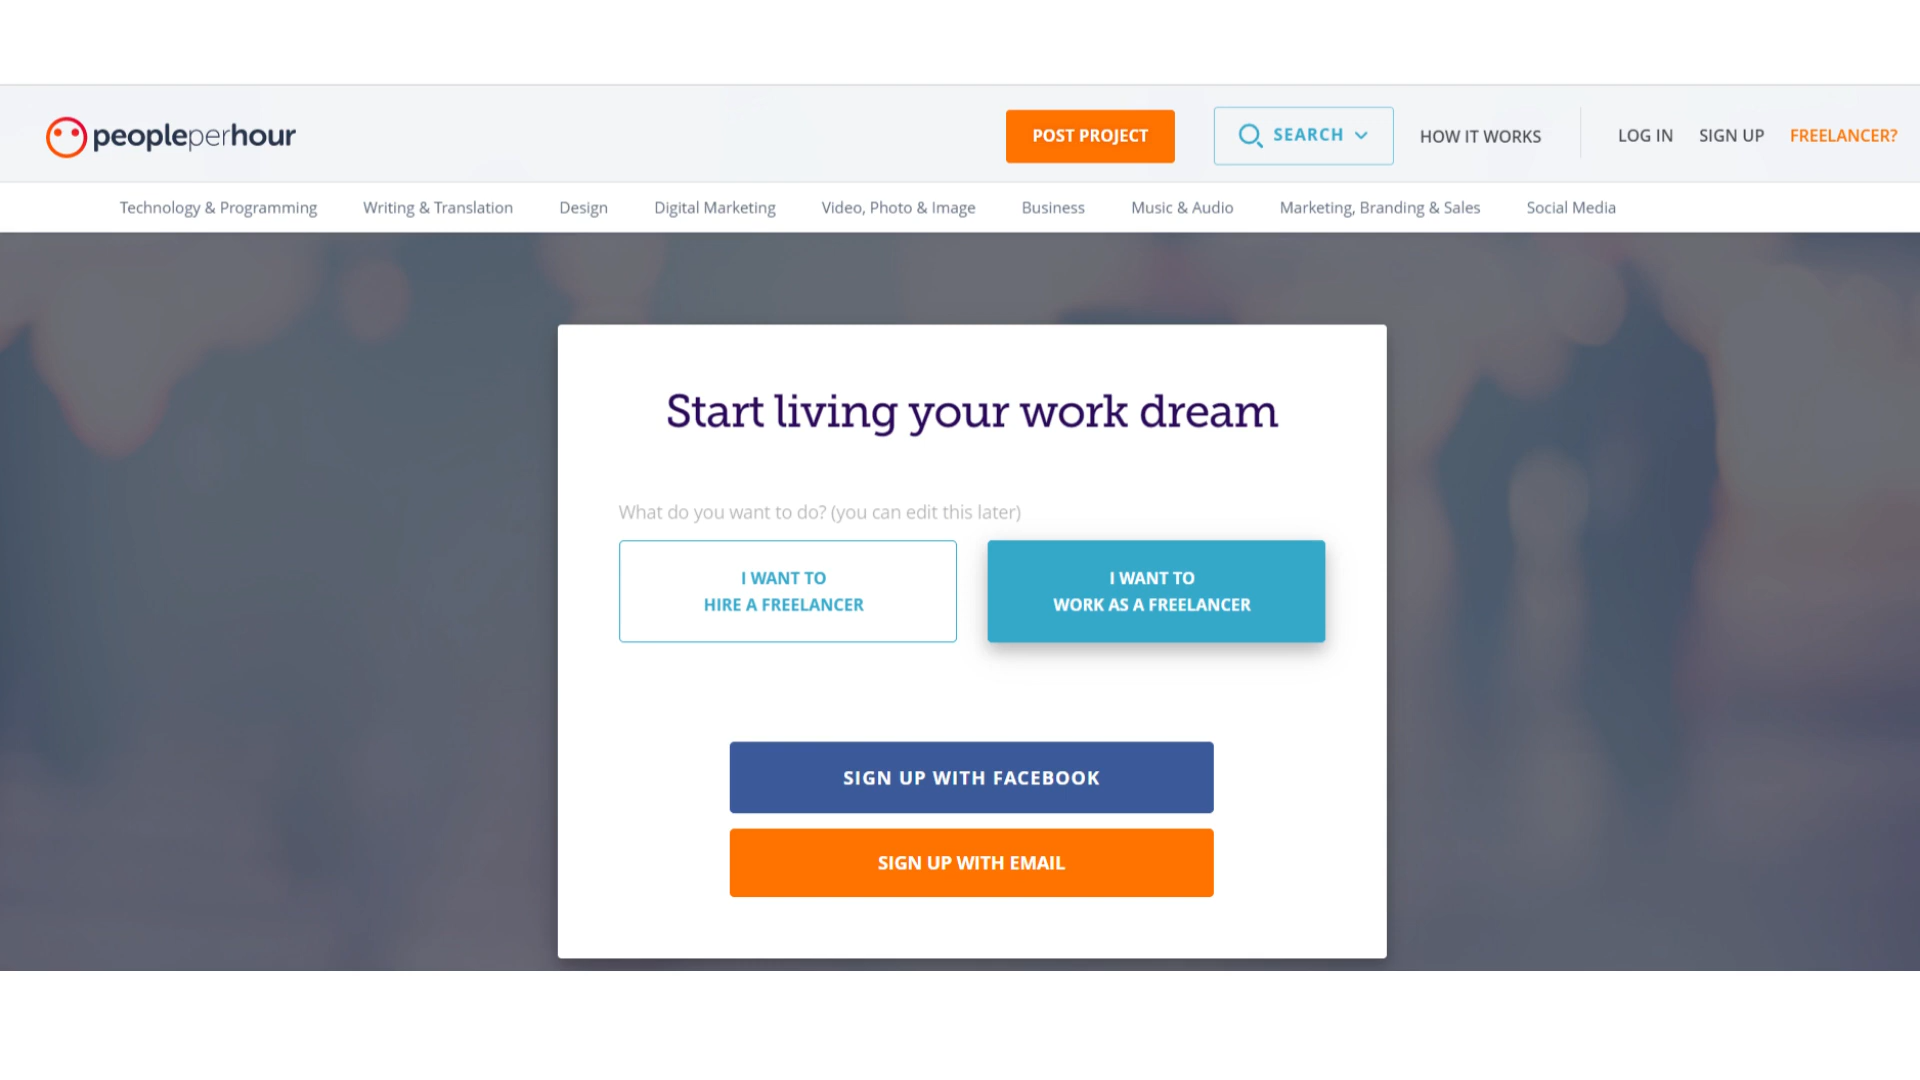 peopleperhour
POST PROJECT
SEARCH
HOW IT WORKS
LOG IN
SIGN UP
FREELANCER?
Technology & Programming
Writing & Translation
Design
Digital Marketing
Video, Photo & Image
Business
Music & Audio
Marketing, Branding & Sales
Social Media
Start living your work dream
What do you want to do? (you can edit this later)
I WANT TO
HIRE A FREELANCER
I WANT TO
WORK AS A FREELANCER
SIGN UP WITH FACEBOOK
SIGN UP WITH EMAIL